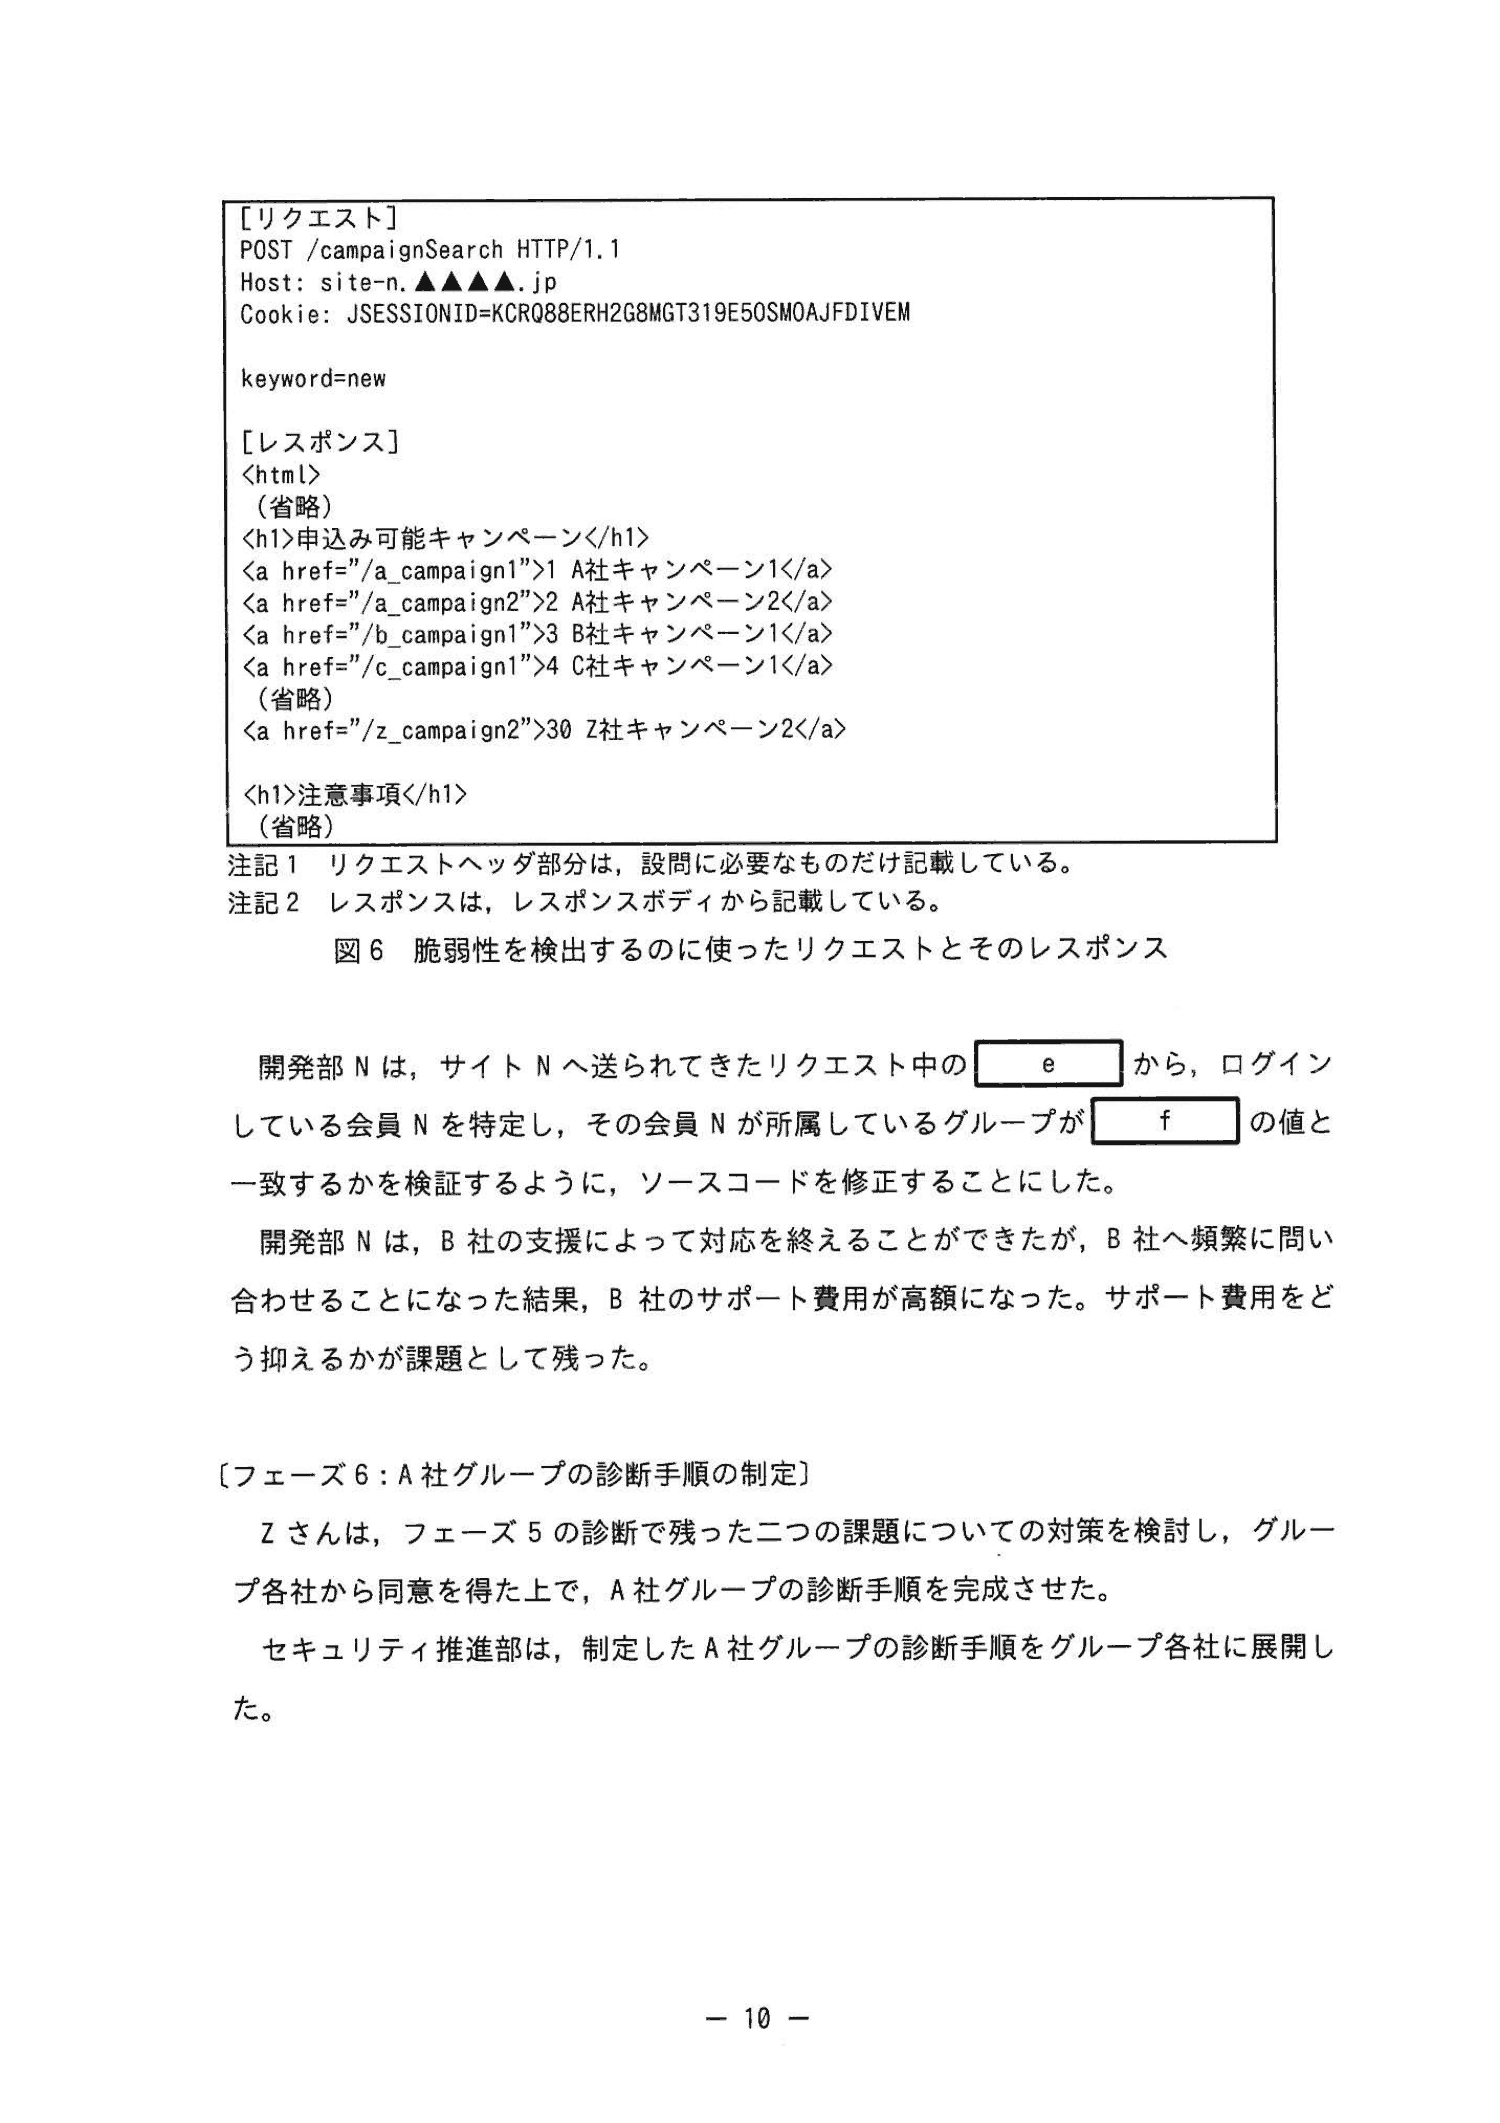 ［リクエスト］
POST /campaignSearch HTTP/1.1
Host: site-n.▲▲▲▲.jp
Cookie: JSESSIONID=KCRQ88ERH2G8MGT319E50SMOAJFDIVEM
keyword=new
［レスポンス］
<html>
（省略）
<h1>申込み可能キャンペーン</h1>
<a href=”/a_campaign1”>1 A社キャンペーン1</a>
<a href=”/a_campaign2”>2 A社キャンペーン2</a>
<a href=”/b_campaign1”>3 B社キャンペーン1</a>
<a href=”/c_campaign1”>4 C社キャンペーン1</a>
（省略）
<a href=”/z_campaign2”>30 Z社キャンペーン2</a>
<h1>注意事項</h1>
（省略）
注記1　リクエストヘッダ部分は，設問に必要なものだけ記載している。
注記2　レスポンスは，レスポンスボディから記載している。
図6　脆弱性を検出するのに使ったリクエストとそのレスポンス
開発部 N は，サイト N へ送られてきたリクエスト中の e から，ログイン
している会員 N を特定し，その会員 N が所属しているグループが f の値と
一致するかを検証するように，ソースコードを修正することにした。
開発部 N は，B 社の支援によって対応を終えることができたが，B 社へ頻繁に問い
合わせることになった結果，B 社のサポート費用が高額になった。サポート費用をど
う抑えるかが課題として残った。
〔フェーズ6：A社グループの診断手順の制定〕
Z さんは，フェーズ 5 の診断で残った二つの課題についての対策を検討し，グルー
プ各社から同意を得た上で，A社グループの診断手順を完成させた。
セキュリティ推進部は，制定したA社グループの診断手順をグループ各社に展開し
た。
－ 10 －